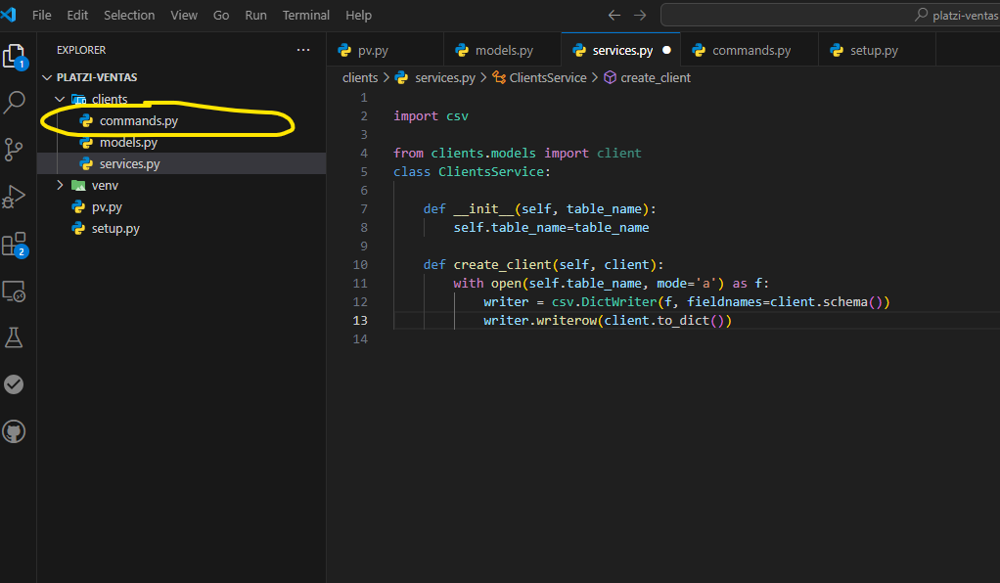 File Edit Selection View Go Run Terminal Help platzi-ventas
EXPLORER ...
PLATZI-VENTAS
clients
commands.py
models.py
services.py
venv
pv.py
setup.py
1
2
pv.py models.py services.py commands.py setup.py
clients > services.py > ClientsService > create_client
1
2 import csv
3
4 from clients.models import client
5 class ClientsService:
6
7 def __init__(self, table_name):
8 self.table_name=table_name
9
10 def create_client(self, client):
11 with open(self.table_name, mode='a') as f:
12 writer = csv.DictWriter(f, fieldnames=client.schema())
13 writer.writerow(client.to_dict())
14